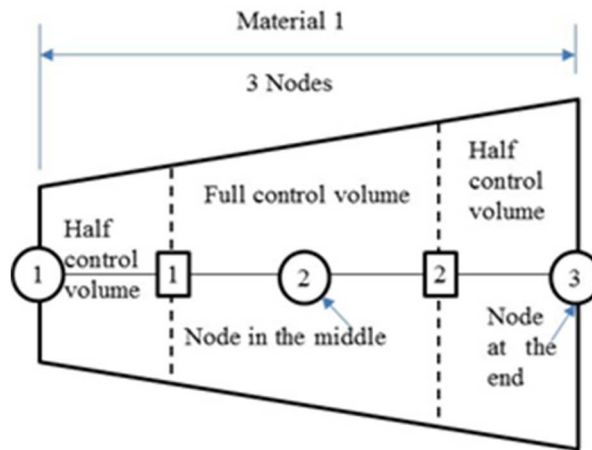 Material 1
3 Nodes
Half
control
volume
Full control volume
Half
control
volume
1
1
2
2
3
Node in the middle
Node
at the
end